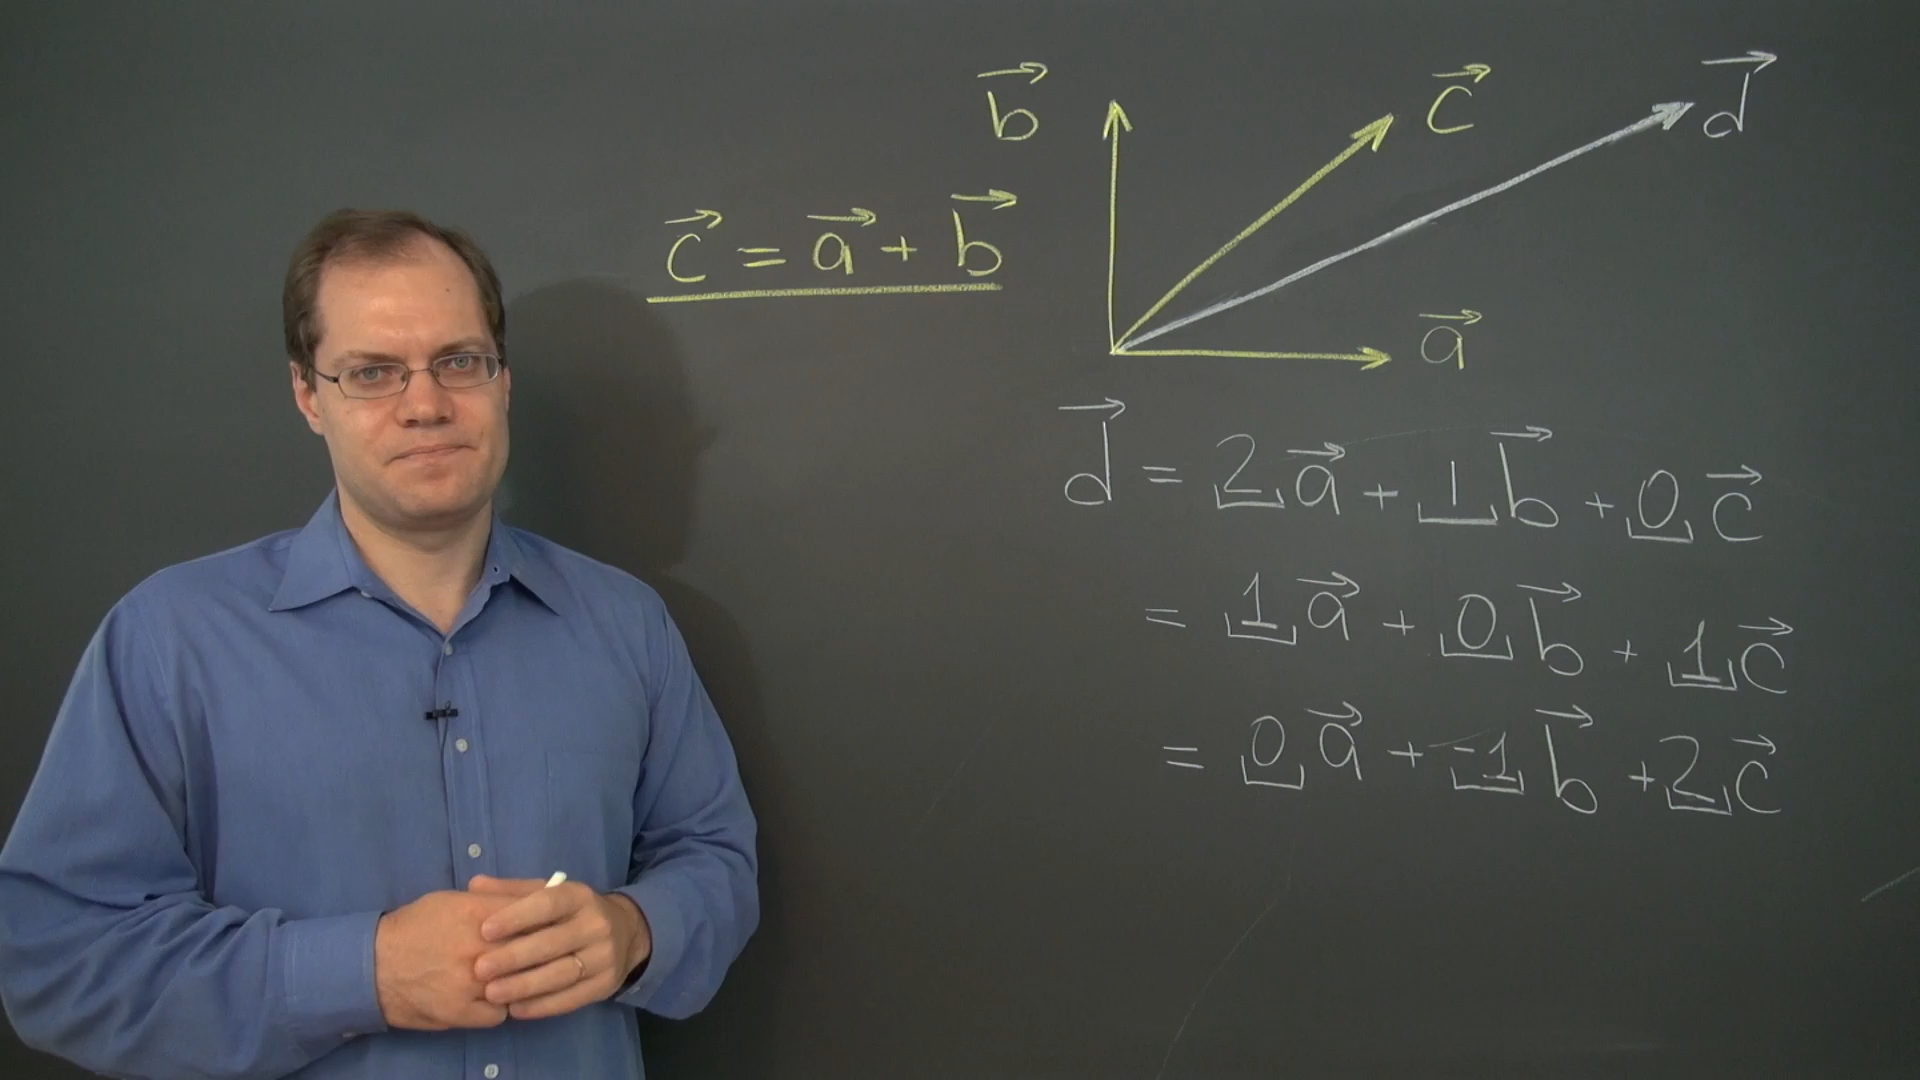 b⃗
c⃗
d⃗
c⃗ = a⃗ + b⃗
a⃗
d⃗ = 2 a⃗ + 1 b⃗ + 0 c⃗
= 1 a⃗ + 0 b⃗ + 1 c⃗
= 0 a⃗ + -1 b⃗ + 2 c⃗